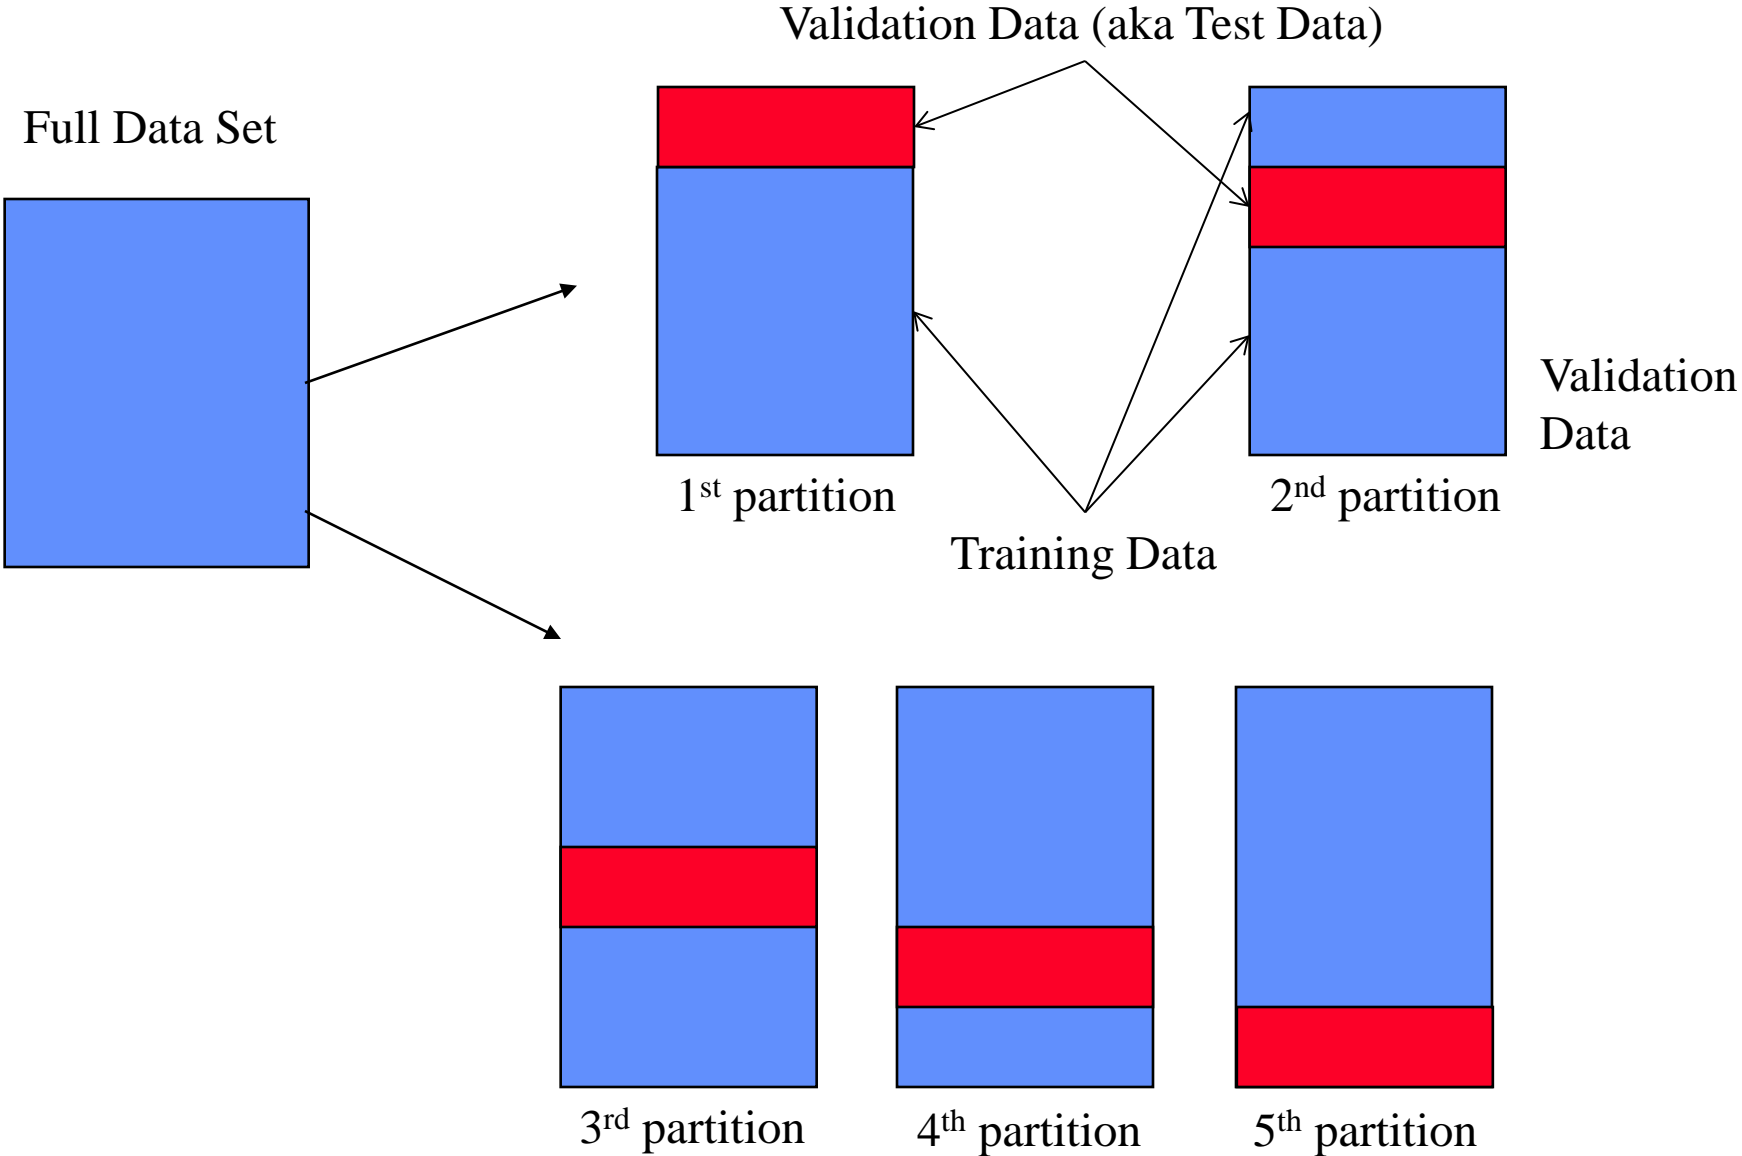 Validation Data (aka Test Data)
Full Data Set
Validation
Data
1st partition
2nd partition
Training Data
3rd partition
4th partition
5th partition